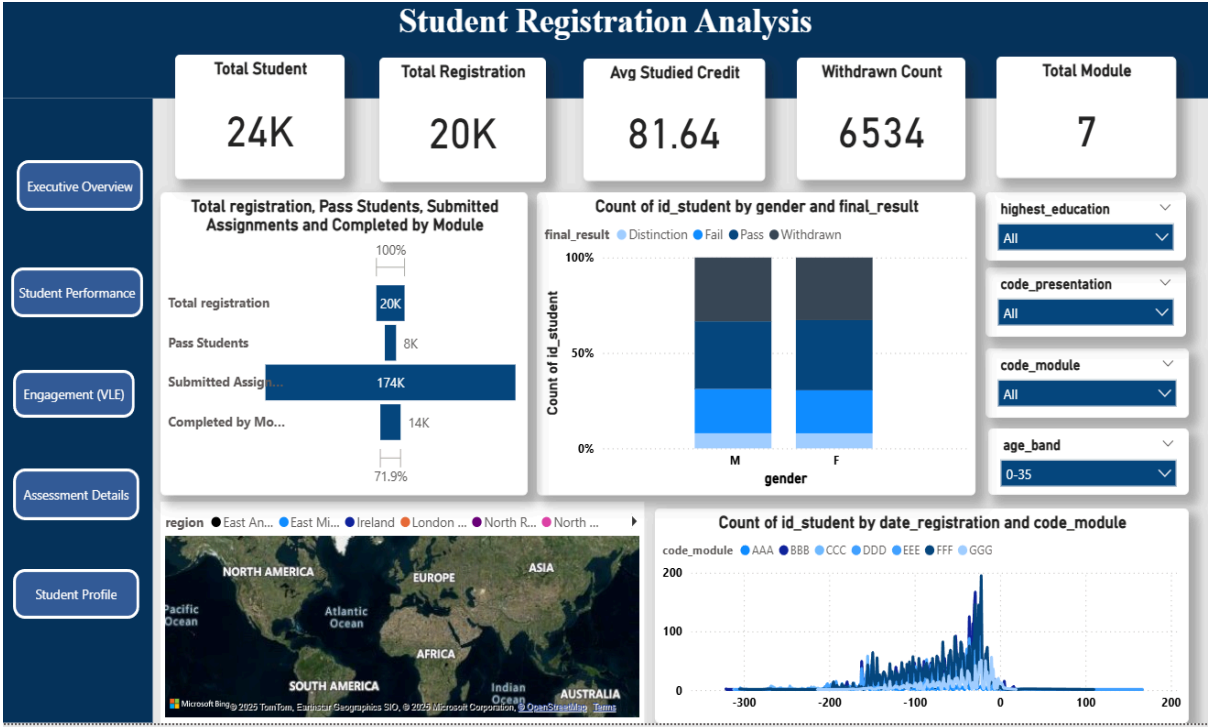 Student Registration Analysis
Total Student
24K
Total Registration
20K
Avg Studied Credit
81.64
Withdrawn Count
6534
Total Module
7
Executive Overview
Student Performance
Engagement (VLE)
Assessment Details
Student Profile
Total registration, Pass Students, Submitted
Assignments and Completed by Module
100%
Total registration
20K
Pass Students
8K
Submitted Assign...
174K
Completed by Mo...
14K
71.9%
Count of id_student by gender and final_result
final_result Distinction Fail Pass Withdrawn
100%
50%
0%
Count of id_student
M F
gender
highest_education
All
code_presentation
All
code_module
All
age_band
0-35
region East An... East Mi... Ireland London ... North R... North ...
NORTH AMERICA
EUROPE
ASIA
Pacific
Ocean
Atlantic
Ocean
AFRICA
SOUTH AMERICA
Indian
Ocean
AUSTRALIA
Microsoft Bing
© 2025 TomTom, Earthstar Geographics SIO, © 2025 Microsoft Corporation, © OpenStreetMap Terms
Count of id_student by date_registration and code_module
code_module AAA BBB CCC DDD EEE FFF GGG
200
100
0
-300 -200 -100 0 100 200